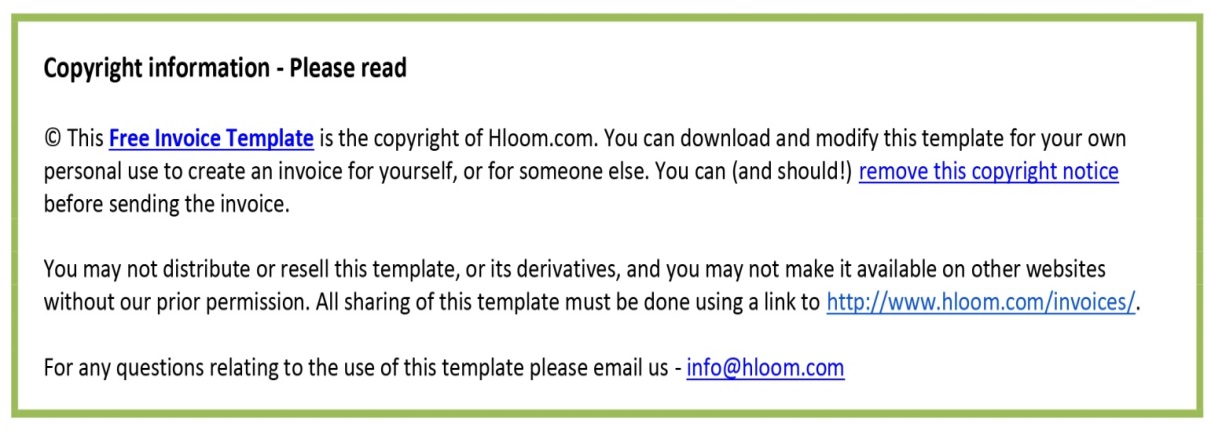 Copyright information - Please read
© This Free Invoice Template is the copyright of Hloom.com. You can download and modify this template for your own
personal use to create an invoice for yourself, or for someone else. You can (and should!) remove this copyright notice
before sending the invoice.
You may not distribute or resell this template, or its derivatives, and you may not make it available on other websites
without our prior permission. All sharing of this template must be done using a link to http://www.hloom.com/invoices/.
For any questions relating to the use of this template please email us - info@hloom.com